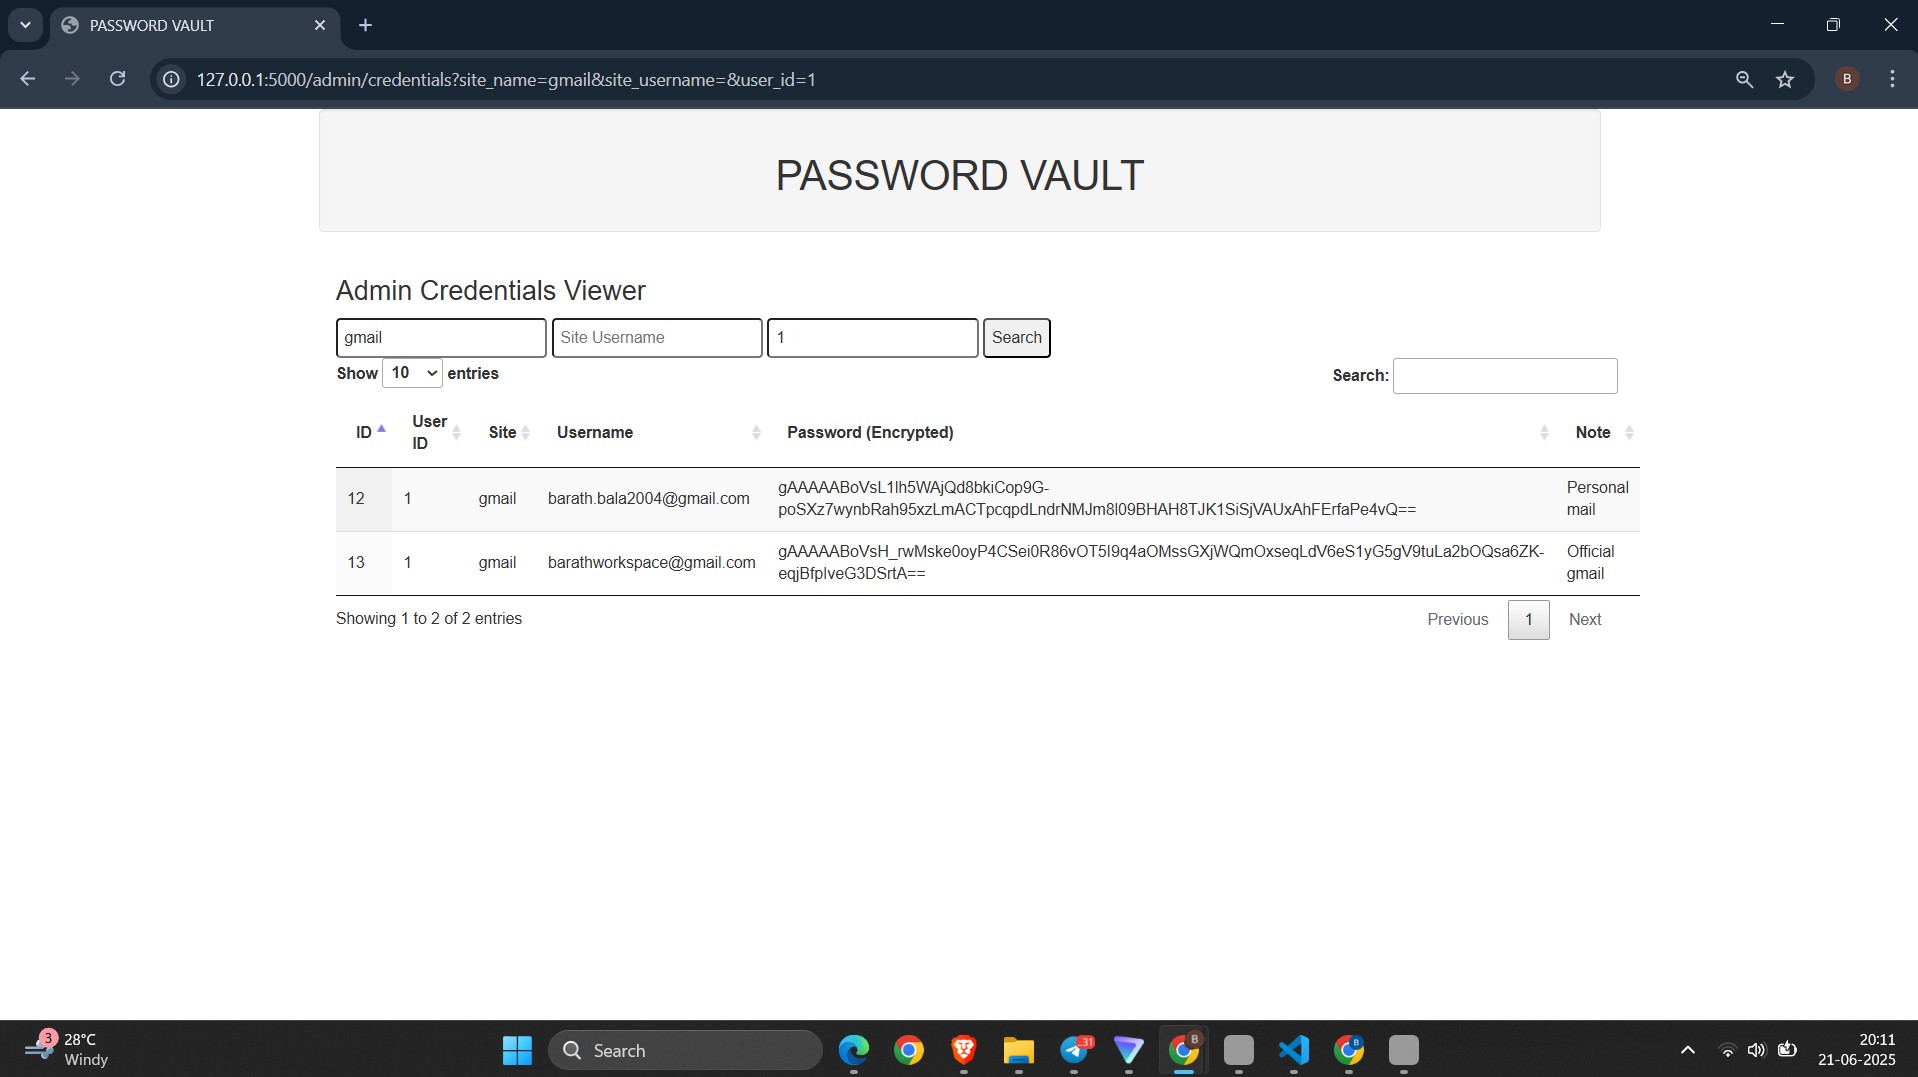 PASSWORD VAULT
127.0.0.1:5000/admin/credentials?site_name=gmail&site_username=&user_id=1
B
PASSWORD VAULT
Admin Credentials Viewer
gmail Site Username 1 Search
Show 10 entries Search:
ID User ID Site Username Password (Encrypted) Note
12 1 gmail barath.bala2004@gmail.com gAAAAABoVsL1lh5WAjQd8bkiCop9G-
poSXz7wynbRah95xzLmACTpcqpdLndrNMJm8l09BHAH8TJK1SiSjVAUxAhFErfaPe4vQ== Personal mail
13 1 gmail barathworkspace@gmail.com gAAAAABoVsH_rwMske0oyP4CSei0R86vOT5I9q4aOMssGXjWQmOxseqLdV6eS1yG5gV9tuLa2bOQsa6ZK-
eqjBfpIveG3DSrtA== Official gmail
Showing 1 to 2 of 2 entries Previous 1 Next
3 28°C
Windy
Search
..31
B
B
20:11
21-06-2025